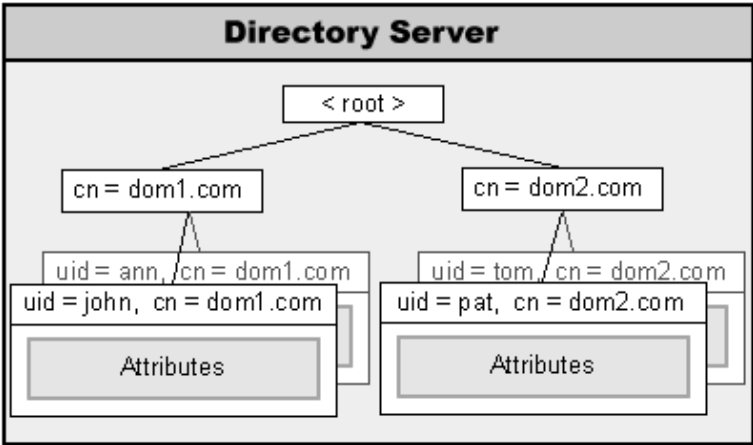 Directory Server
< root >
cn = dom1.com
cn = dom2.com
uid = ann, cn = dom1.com
uid = tom, cn = dom2.com
uid = john, cn = dom1.com
uid = pat, cn = dom2.com
Attributes
Attributes